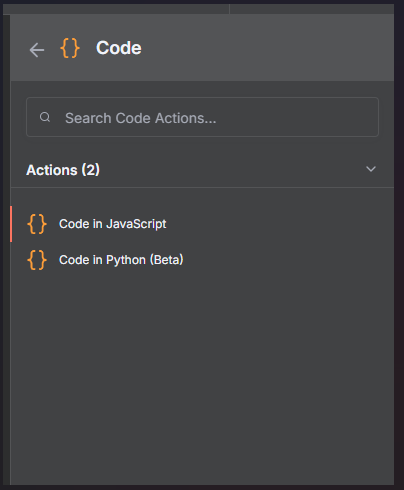 Code
Search Code Actions...
Actions (2)
Code in JavaScript
Code in Python (Beta)